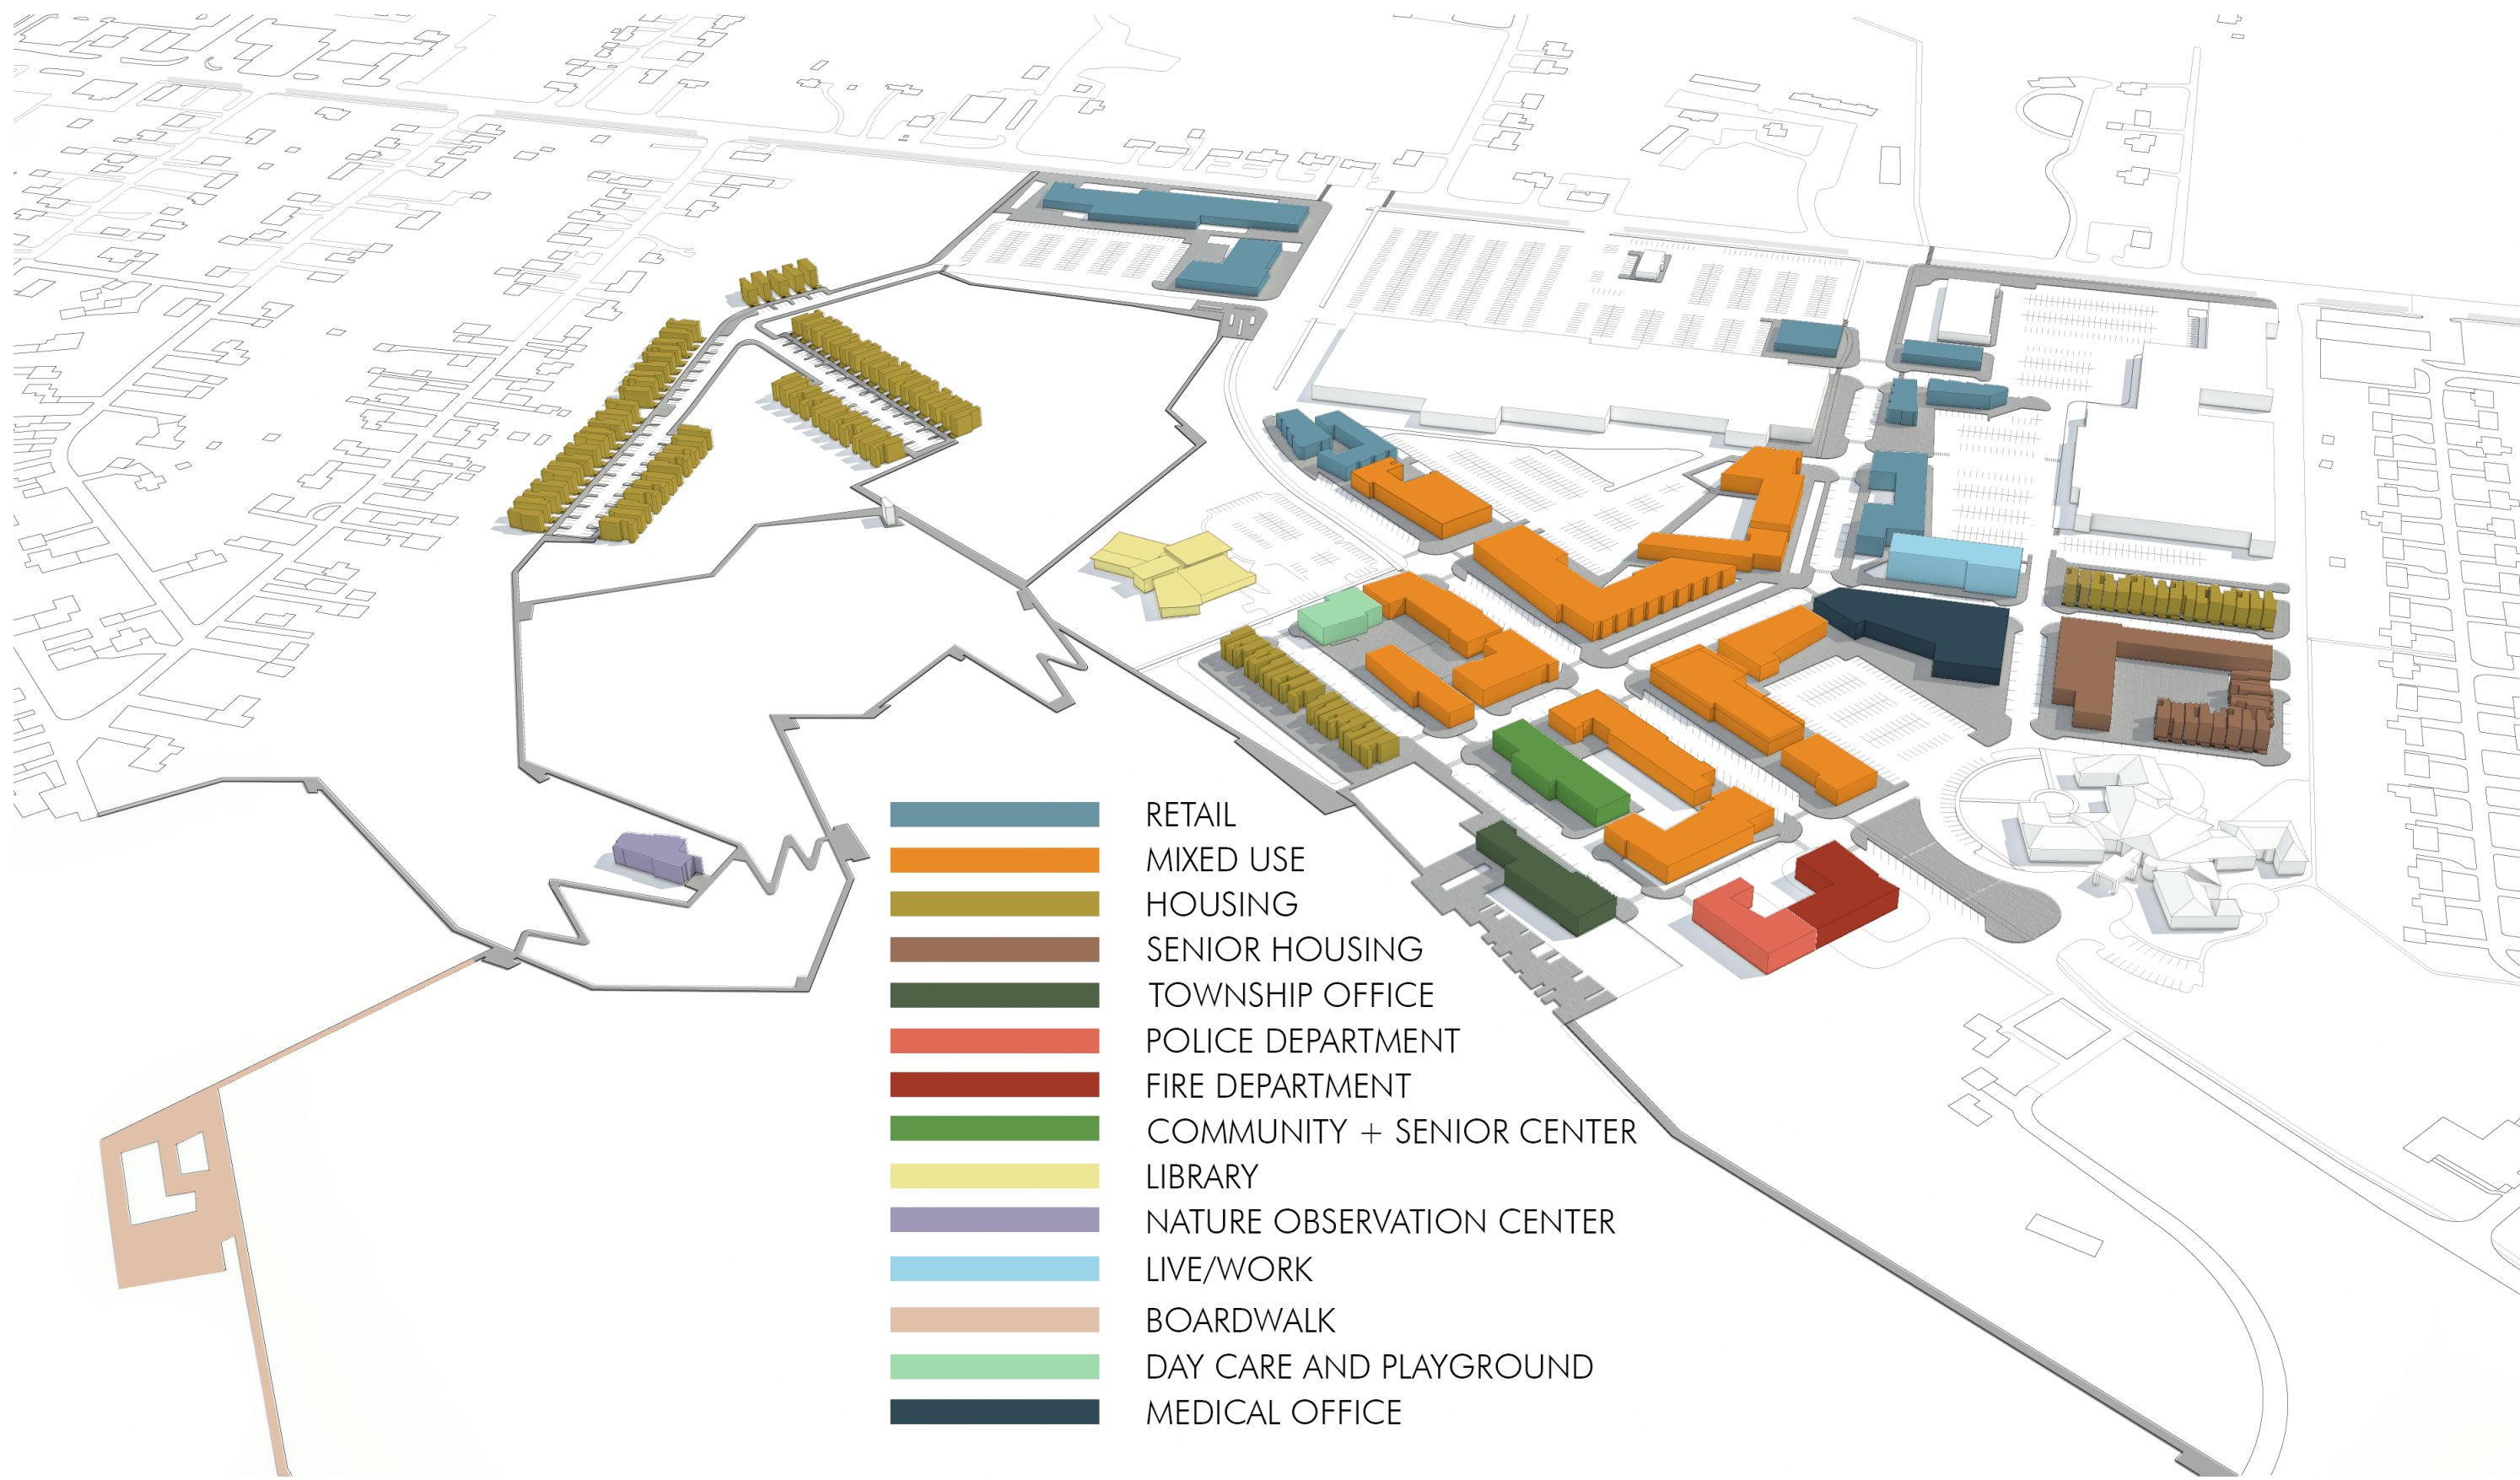 RETAIL
MIXED USE
HOUSING
SENIOR HOUSING
TOWNSHIP OFFICE
POLICE DEPARTMENT
FIRE DEPARTMENT
COMMUNITY + SENIOR CENTER
LIBRARY
NATURE OBSERVATION CENTER
LIVE/WORK
BOARDWALK
DAY CARE AND PLAYGROUND
MEDICAL OFFICE